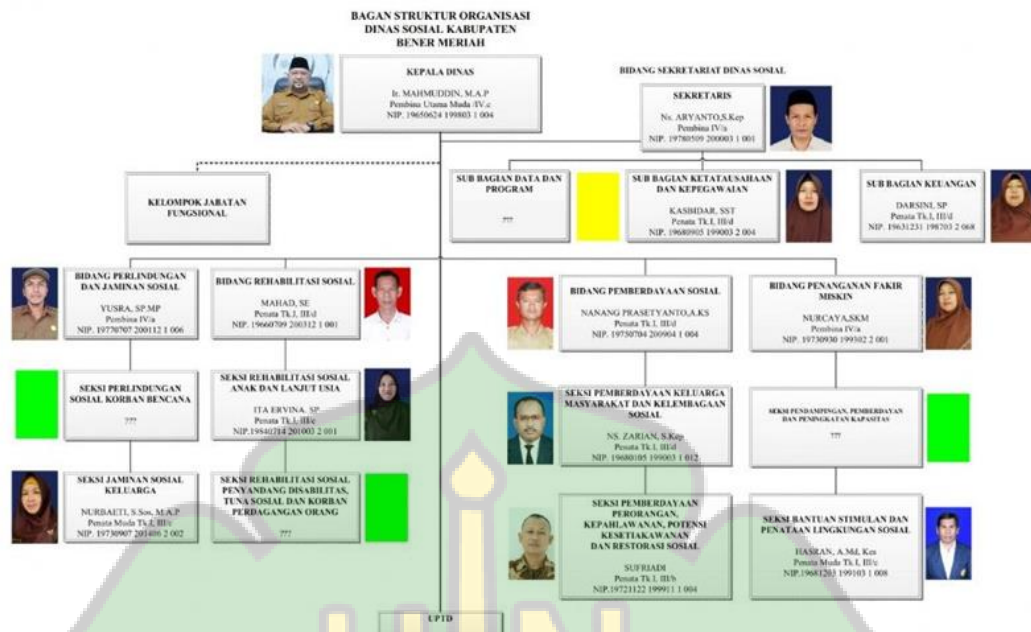 BAGAN STRUKTUR ORGANISASI
DINAS SOSIAL KABUPATEN
BENER MERIAH
KEPALA DINAS
Ir. MAHMUDDIN, M.A.P
Pembina Utama Muda /IV.c
NIP. 19650624 199803 1 004
BIDANG SEKRETARIAT DINAS SOSIAL
SEKRETARIS
Ns. ARYANTO,S.Kep
Pembina IV/a
NIP. 19780509 200003 1 001
KELOMPOK JABATAN
FUNGSIONAL
SUB BAGIAN DATA DAN
PROGRAM
???
SUB BAGIAN KETATAUSAHAAN
DAN KEPEGAWAIAN
KASBIDAR, SST
Penata Tk.I, III/d
NIP. 19680905 199003 2 004
SUB BAGIAN KEUANGAN
DARSINI, SP
Penata Tk.I, III/d
NIP. 19631231 198703 2 068
BIDANG PERLINDUNGAN
DAN JAMINAN SOSIAL
YUSRA, SP.MP
Pembina IV/a
NIP. 19770707 200112 1 006
BIDANG REHABILITASI SOSIAL
MAHAD, SE
Penata Tk.I, III/d
NIP. 19660709 200312 1 001
BIDANG PEMBERDAYAAN SOSIAL
NANANG PRASETYANTO,A.KS
Penata Tk.I, III/d
NIP. 19750704 200904 1 004
BIDANG PENANGANAN FAKIR
MISKIN
NURCAYA,SKM
Pembina IV/a
NIP. 19730930 199302 2 001
SEKSI PERLINDUNGAN
SOSIAL KORBAN BENCANA
???
SEKSI REHABILITASI SOSIAL
ANAK DAN LANJUT USIA
ITA ERVINA. SP
Penata Tk.I, III/c
NIP.19840714 201003 2 001
SEKSI PEMBERDAYAAN KELUARGA
MASYARAKAT DAN KELEMBAGAAN
SOSIAL
NS. ZARIAN, S.Kep
Penata Tk.I, III/d
NIP. 19680105 199003 1 012
SEKSI PENDAMPINGAN, PEMBERDAYAN
DAN PENINGKATAN KAPASITAS
???
SEKSI JAMINAN SOSIAL
KELUARGA
NURBAETI, S.Sos, M.A.P
Penata Muda Tk.I, III/c
NIP. 19730907 201406 2 002
SEKSI REHABILITASI SOSIAL
PENYANDANG DISABILITAS,
TUNA SOSIAL DAN KORBAN
PERDAGANGAN ORANG
???
SEKSI PEMBERDAYAAN
PERORANGAN,
KEPAHLAWANAN, POTENSI
KESETIAKAWANAN
DAN RESTORASI SOSIAL
SUFRIADI
Penata Tk.I, III/b
NIP.19721122 199911 1 004
SEKSI BANTUAN STIMULAN DAN
PENATAAN LINGKUNGAN SOSIAL
HASRAN, A.Md, Kes
Penata Muda Tk.I, III/c
NIP.19681203 199103 1 008
UPTD